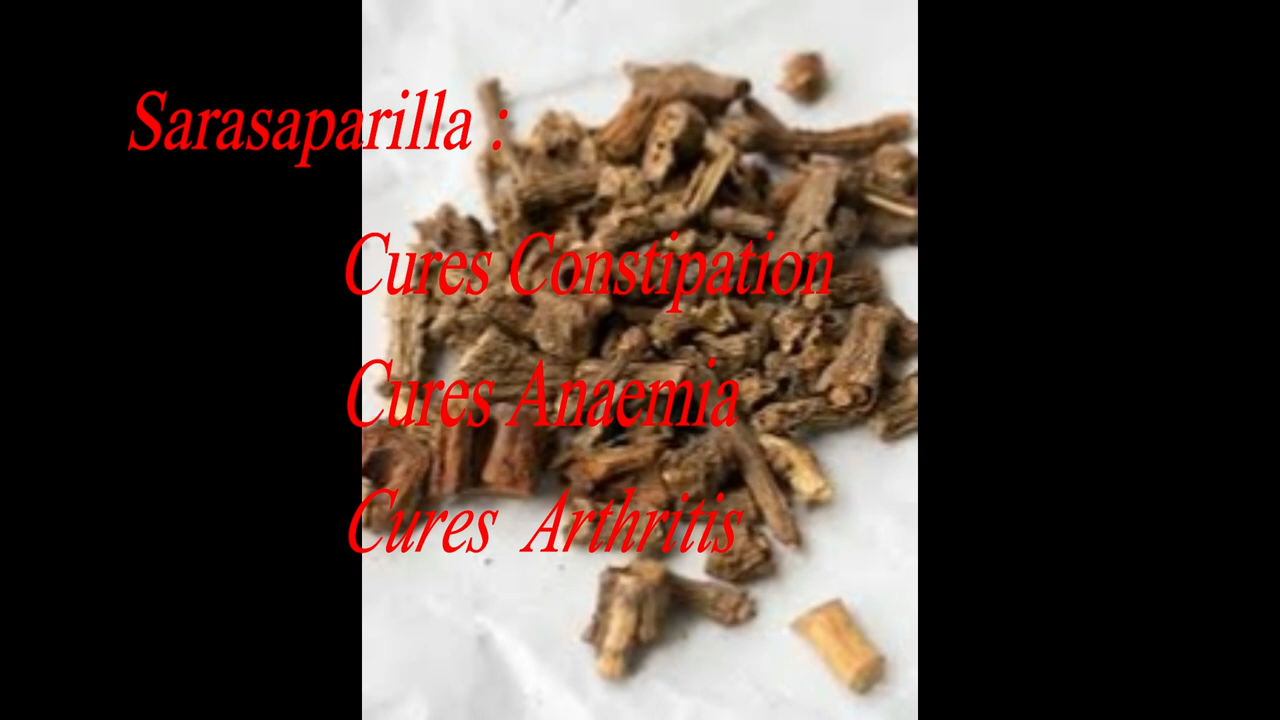 Sarasaparilla :
Cures Constipation
Cures Anaemia
Cures Arthritis